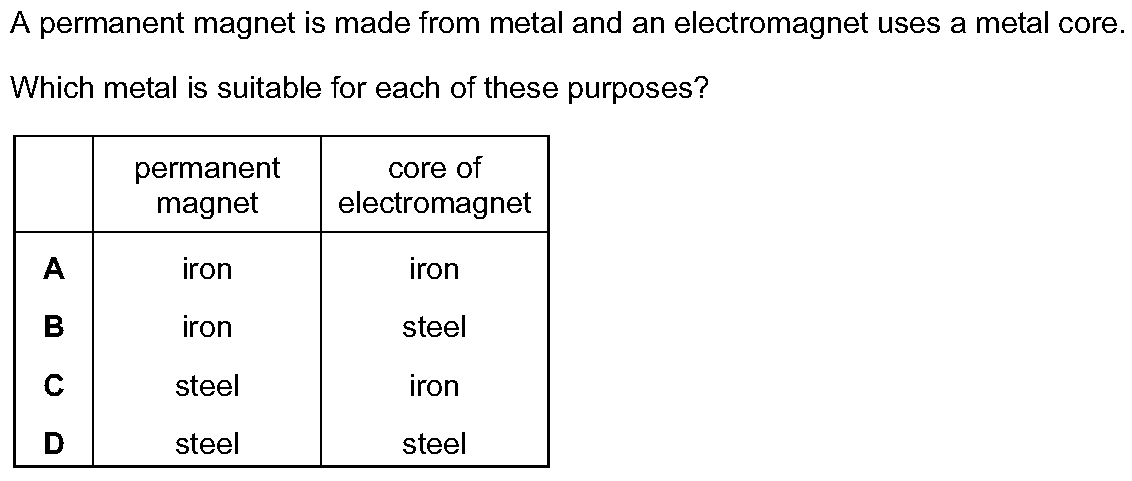 A permanent magnet is made from metal and an electromagnet uses a metal core.
Which metal is suitable for each of these purposes?
permanent magnet core of electromagnet
A iron iron
B iron steel
C steel iron
D steel steel